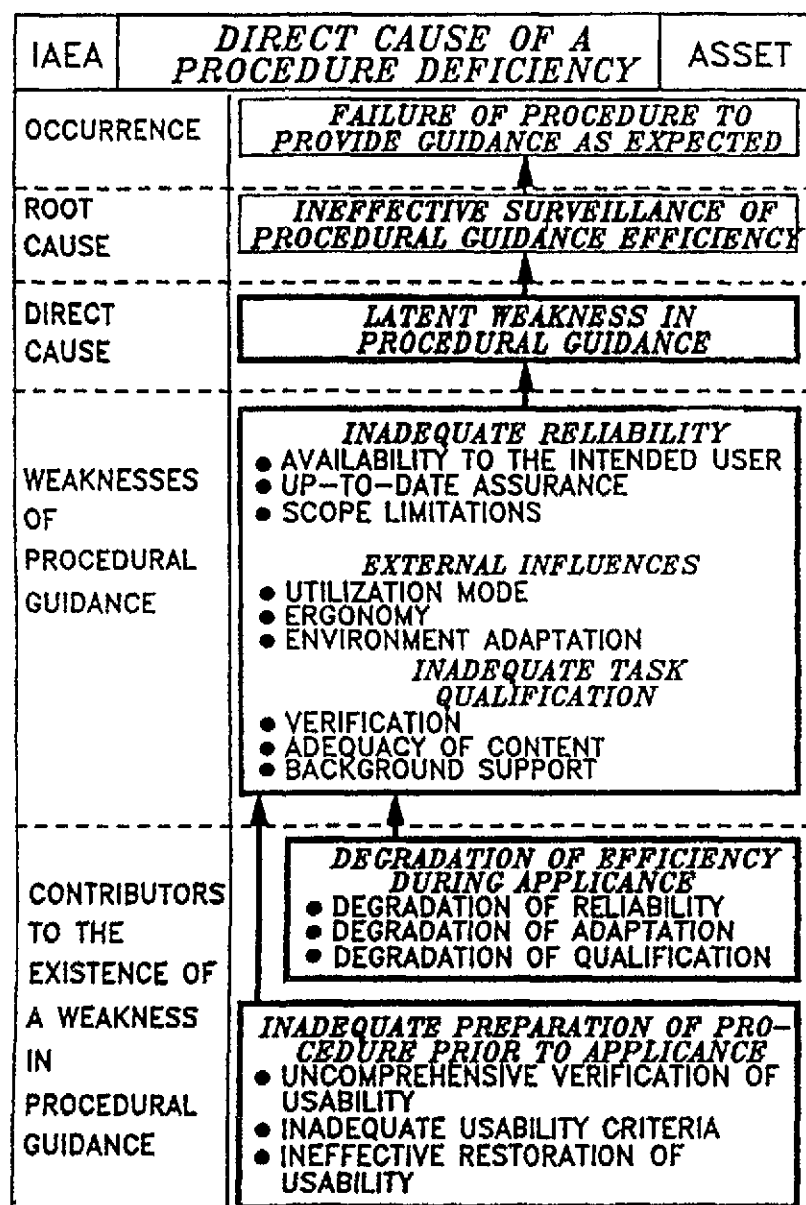 IAEA
DIRECT CAUSE OF A
PROCEDURE DEFICIENCY
ASSET
OCCURRENCE
FAILURE OF PROCEDURE TO
PROVIDE GUIDANCE AS EXPECTED
ROOT
CAUSE
INEFFECTIVE SURVEILLANCE OF
PROCEDURAL GUIDANCE EFFICIENCY
DIRECT
CAUSE
LATENT WEAKNESS IN
PROCEDURAL GUIDANCE
WEAKNESSES
OF
PROCEDURAL
GUIDANCE
INADEQUATE RELIABILITY
● AVAILABILITY TO THE INTENDED USER
● UP-TO-DATE ASSURANCE
● SCOPE LIMITATIONS
EXTERNAL INFLUENCES
● UTILIZATION MODE
● ERGONOMY
● ENVIRONMENT ADAPTATION
INADEQUATE TASK
QUALIFICATION
● VERIFICATION
● ADEQUACY OF CONTENT
● BACKGROUND SUPPORT
CONTRIBUTORS
TO THE
EXISTENCE OF
A WEAKNESS
IN
PROCEDURAL
GUIDANCE
DEGRADATION OF EFFICIENCY
DURING APPLICANCE
● DEGRADATION OF RELIABILITY
● DEGRADATION OF ADAPTATION
● DEGRADATION OF QUALIFICATION
INADEQUATE PREPARATION OF PRO-
CEDURE PRIOR TO APPLICANCE
● UNCOMPREHENSIVE VERIFICATION OF
USABILITY
● INADEQUATE USABILITY CRITERIA
● INEFFECTIVE RESTORATION OF
USABILITY